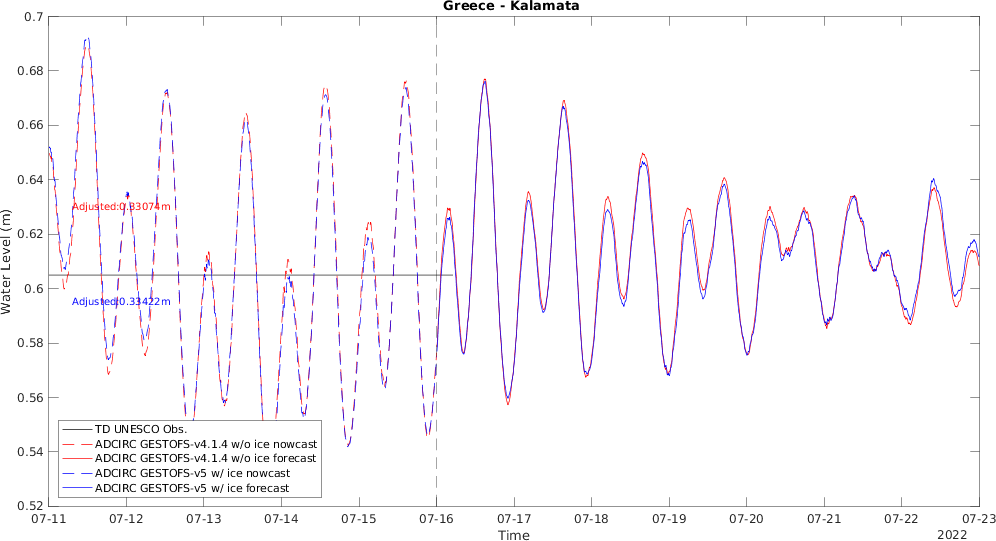 Greece - Kalamata
0.7
0.68
0.66
0.64
0.62
0.6
0.58
0.56
0.54
0.52
Water Level (m)
Adjusted:0.33074m
Adjusted:0.33422m
TD UNESCO Obs.
ADCIRC GESTOFS-v4.1.4 w/o ice nowcast
ADCIRC GESTOFS-v4.1.4 w/o ice forecast
ADCIRC GESTOFS-v5 w/ ice nowcast
ADCIRC GESTOFS-v5 w/ ice forecast
07-11 07-12 07-13 07-14 07-15 07-16 07-17 07-18 07-19 07-20 07-21 07-22 07-23
Time
2022